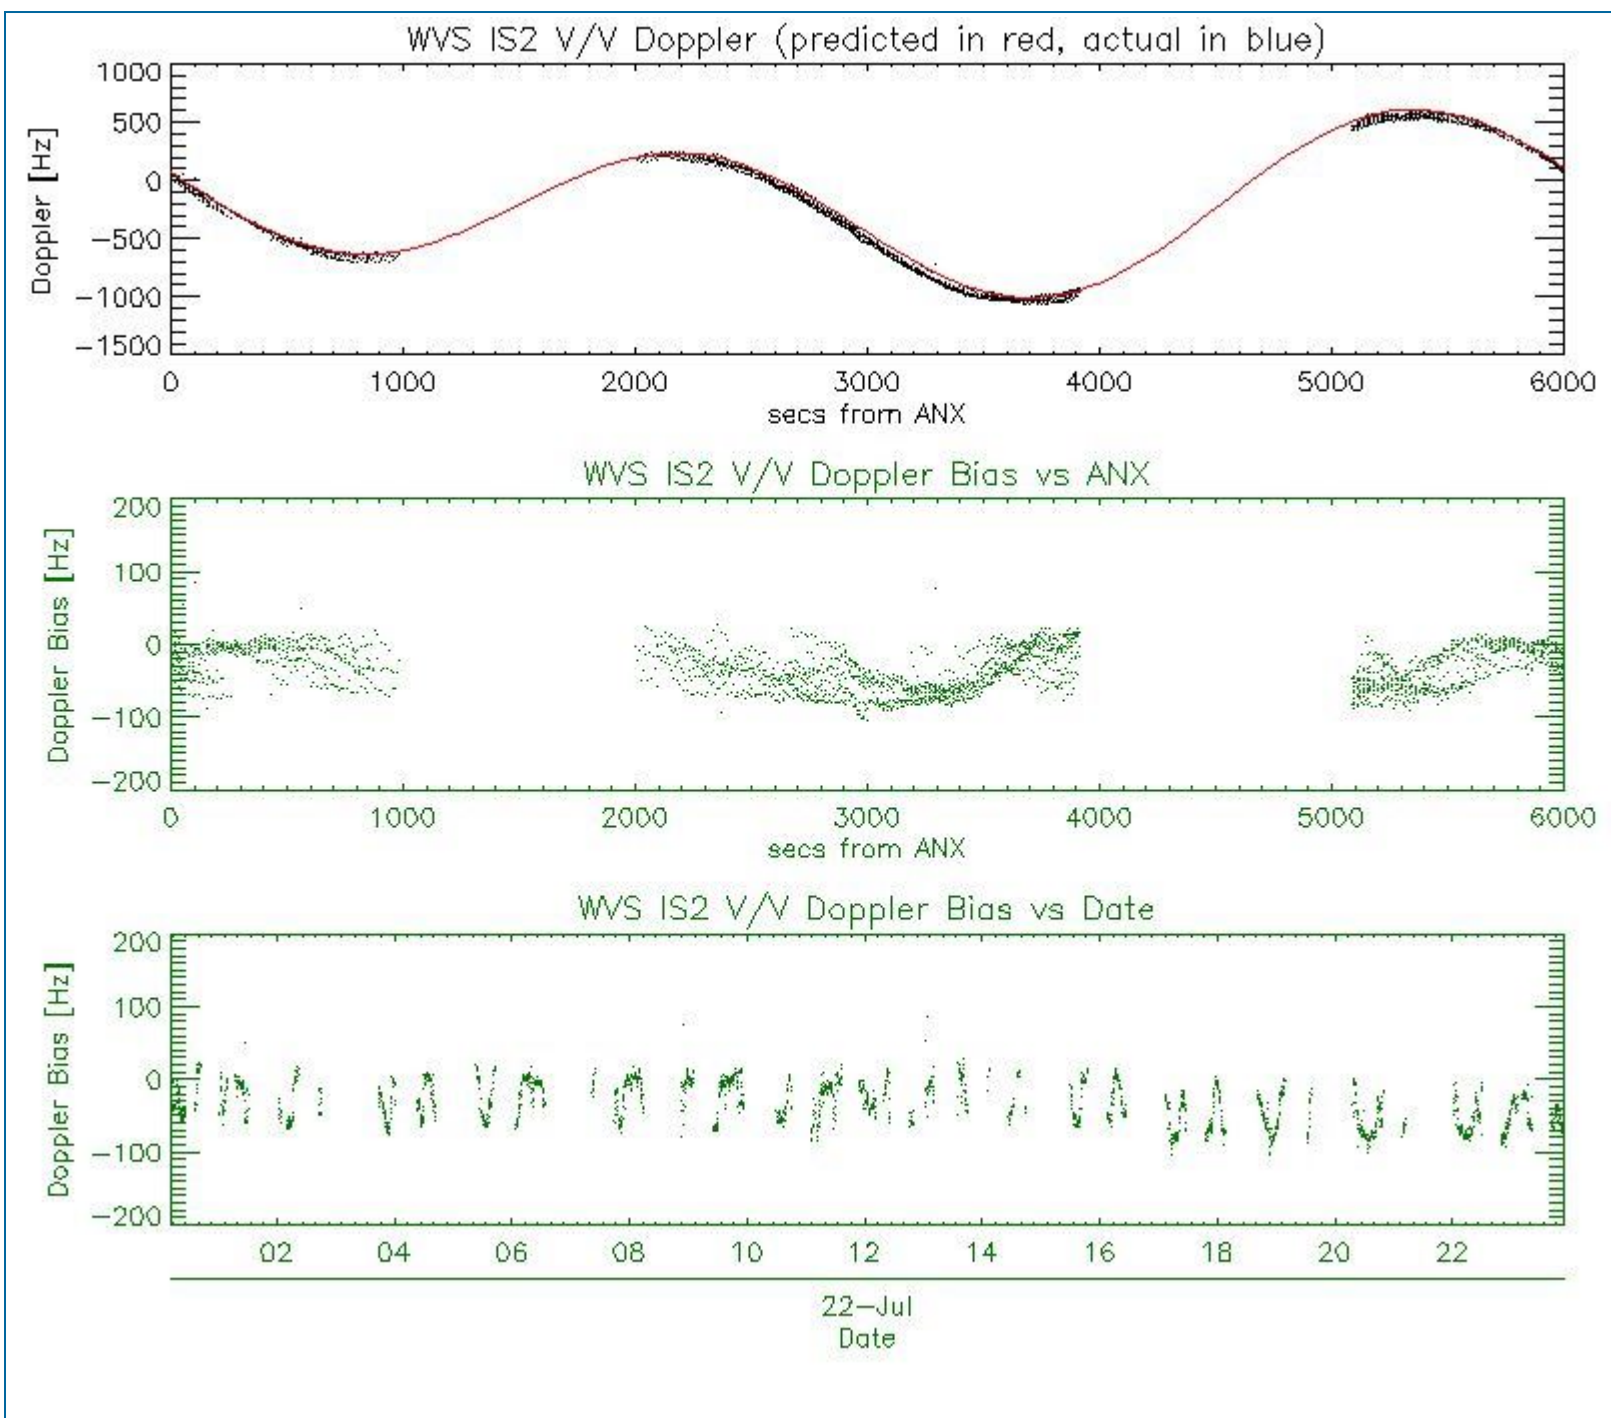 WVS IS2 V/V Doppler (predicted in red, actual in blue)
1000
500
0
−500
−1000
−1500
Doppler [Hz]
0 1000 2000 3000 4000 5000 6000
secs from ANX
WVS IS2 V/V Doppler Bias vs ANX
200
100
0
−100
−200
Doppler Bias [Hz]
0 1000 2000 3000 4000 5000 6000
secs from ANX
WVS IS2 V/V Doppler Bias vs Date
200
100
0
−100
−200
Doppler Bias [Hz]
02 04 06 08 10 12 14 16 18 20 22
22−Jul
Date